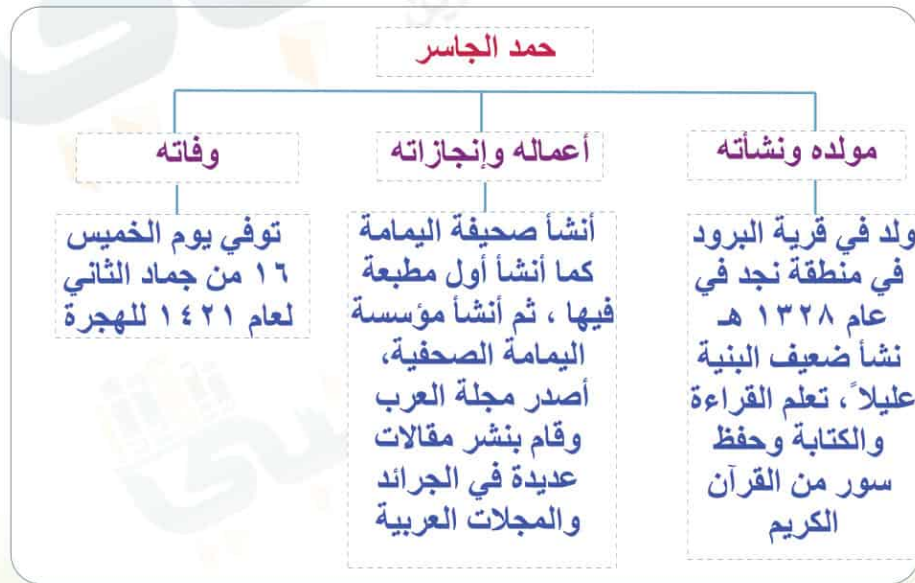 حمد الجاسر
مولده ونشأته
ولد في قرية البرود
في منطقة نجد في
عام ١٣٢٨ هـ
نشأ ضعيف البنية
عليلاً ، تعلم القراءة
والكتابة وحفظ
سور من القرآن
الكريم
أعماله وإنجازاته
أنشأ صحيفة اليمامة
كما أنشأ أول مطبعة
فيها ، ثم أنشأ مؤسسة
اليمامة الصحفية،
أصدر مجلة العرب
وقام بنشر مقالات
عديدة في الجرائد
والمجلات العربية
وفاته
توفي يوم الخميس
١٦ من جماد الثاني
لعام ١٤٢١ للهجرة